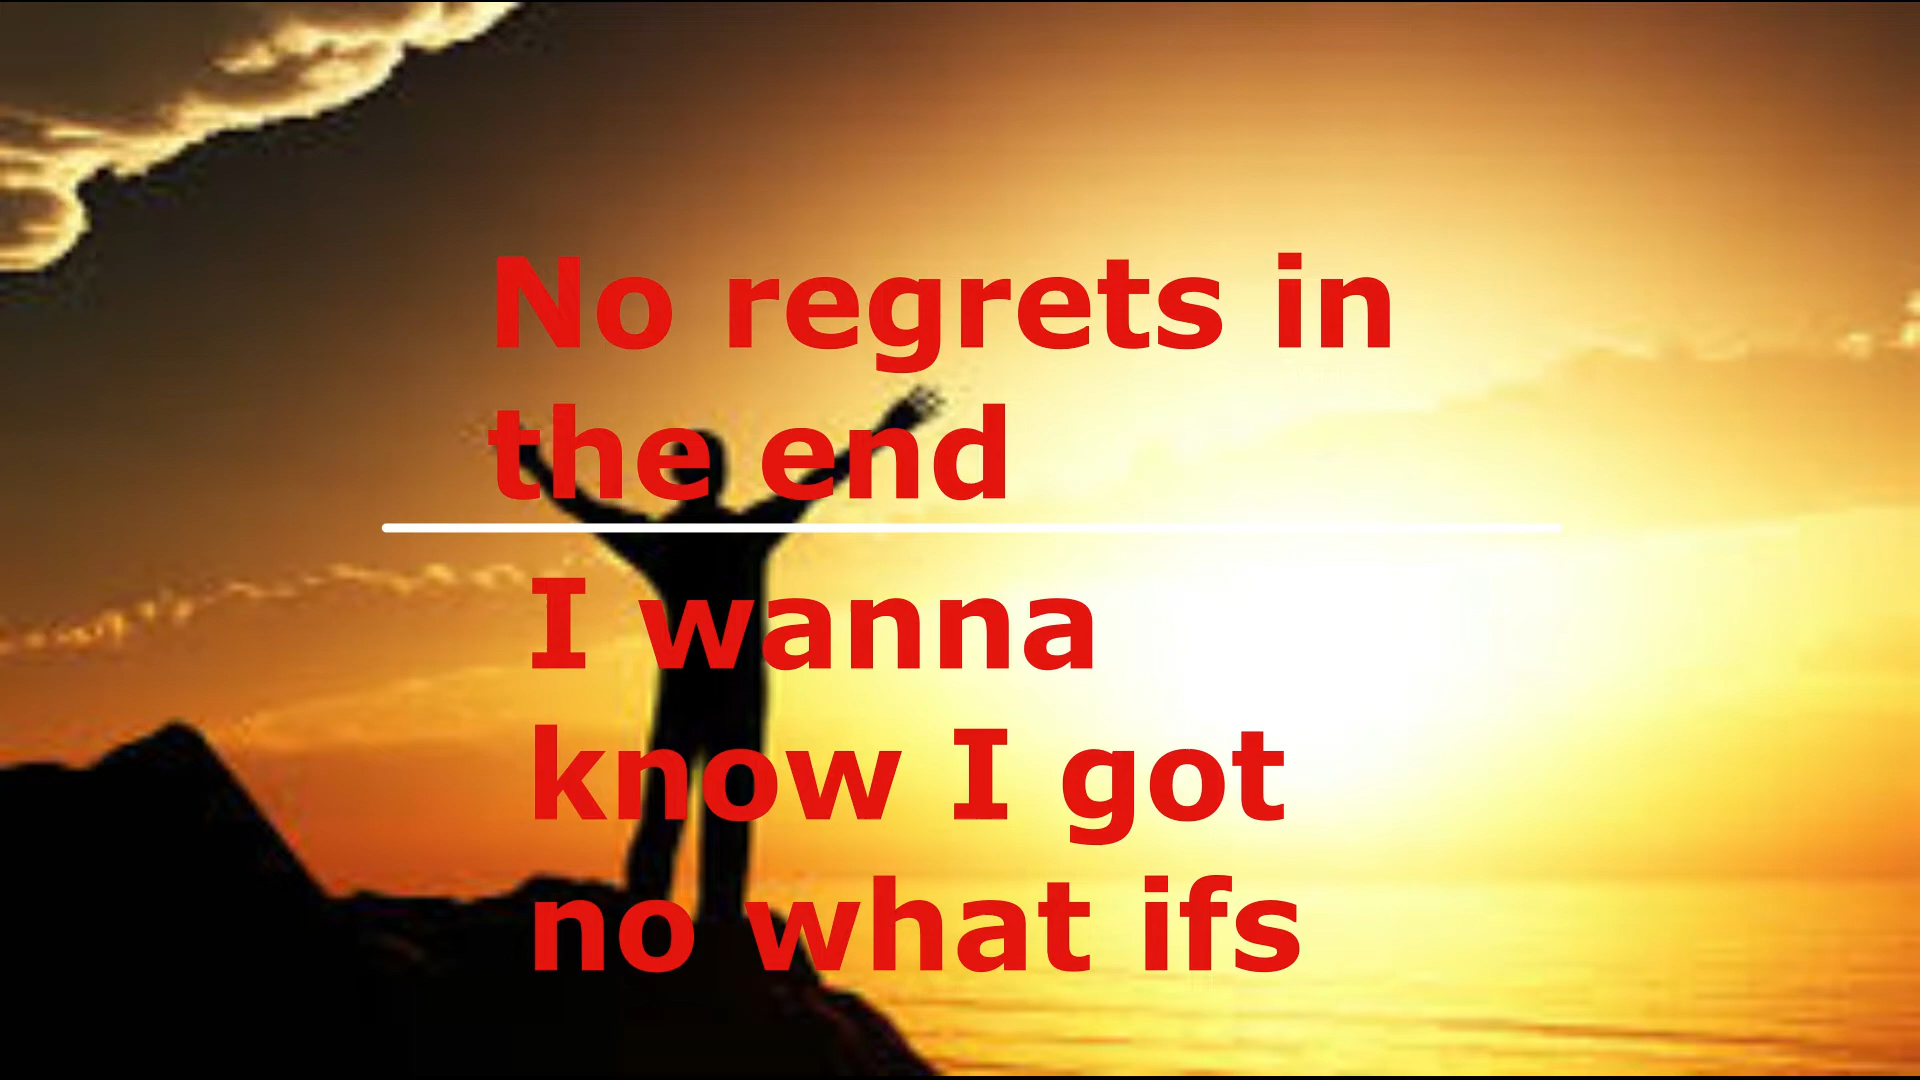 No regrets in
the end
I wanna
know I got
no what ifs